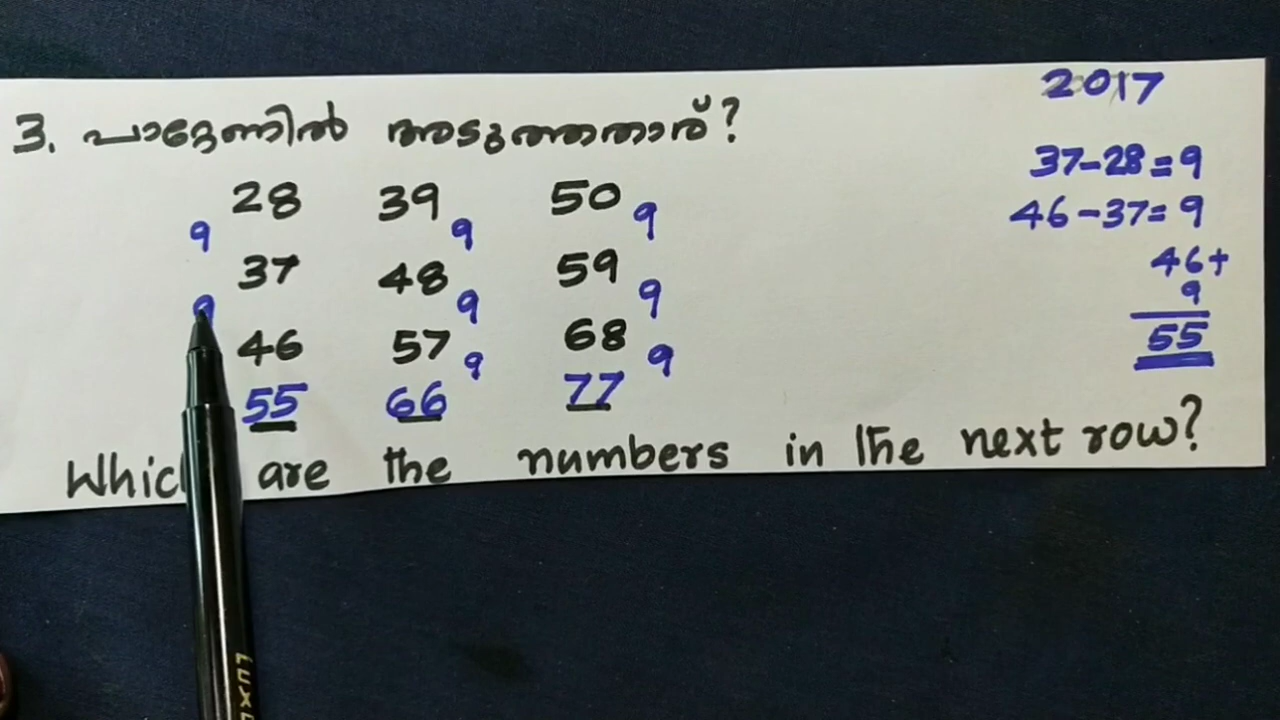 2017
3. പാറ്റേണിൽ അടുത്തതാര്?
28 39 50
9 9 9
37 48 59
9 9 9
46 57 68
9 9
55 66 77
Which are the numbers in the next row?
37-28=9
46-37=9
46+
9
55